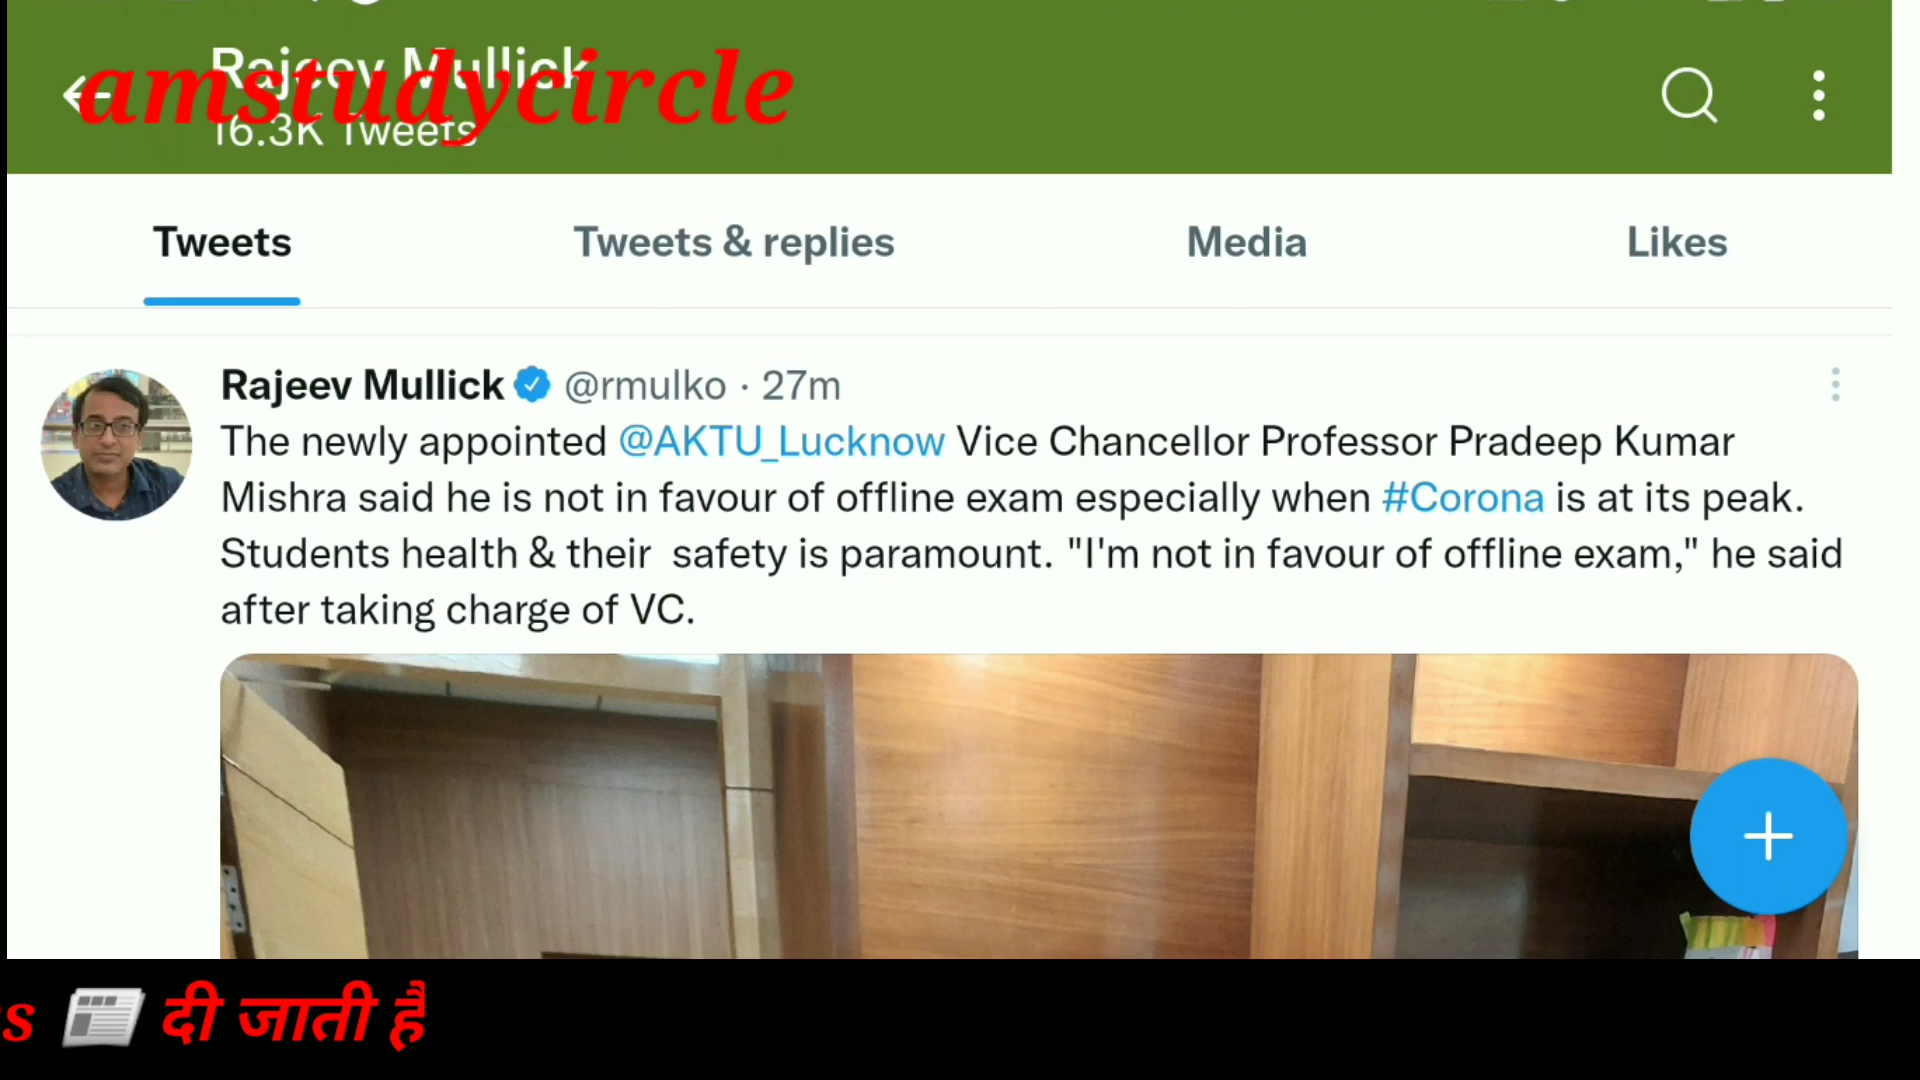 Rajeev Mullick
amstudycircle
16.3K Tweets
Tweets
Tweets & replies
Media
Likes
Rajeev Mullick @rmulko · 27m
The newly appointed @AKTU_Lucknow Vice Chancellor Professor Pradeep Kumar
Mishra said he is not in favour of offline exam especially when #Corona is at its peak.
Students health & their safety is paramount. "I'm not in favour of offline exam," he said
after taking charge of VC.
s 📰 दी जाती है